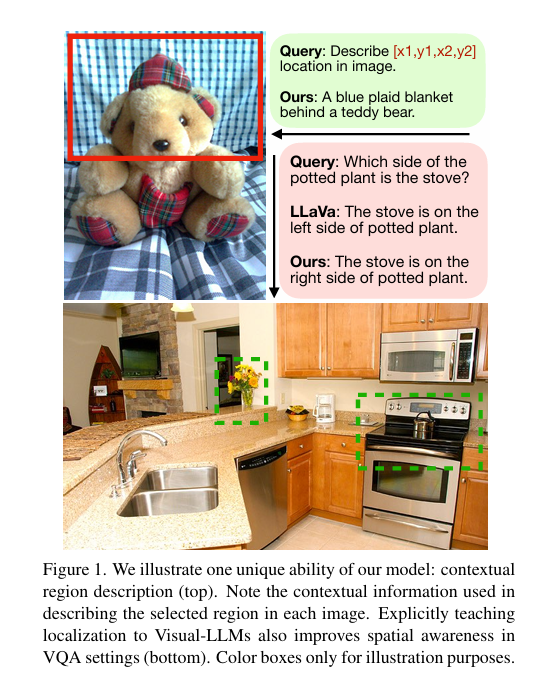 Query: Describe [x1,y1,x2,y2]
location in image.
Ours: A blue plaid blanket
behind a teddy bear.
Query: Which side of the
potted plant is the stove?
LLaVa: The stove is on the
left side of potted plant.
Ours: The stove is on the
right side of potted plant.
Figure 1. We illustrate one unique ability of our model: contextual
region description (top). Note the contextual information used in
describing the selected region in each image. Explicitly teaching
localization to Visual-LLMs also improves spatial awareness in
VQA settings (bottom). Color boxes only for illustration purposes.